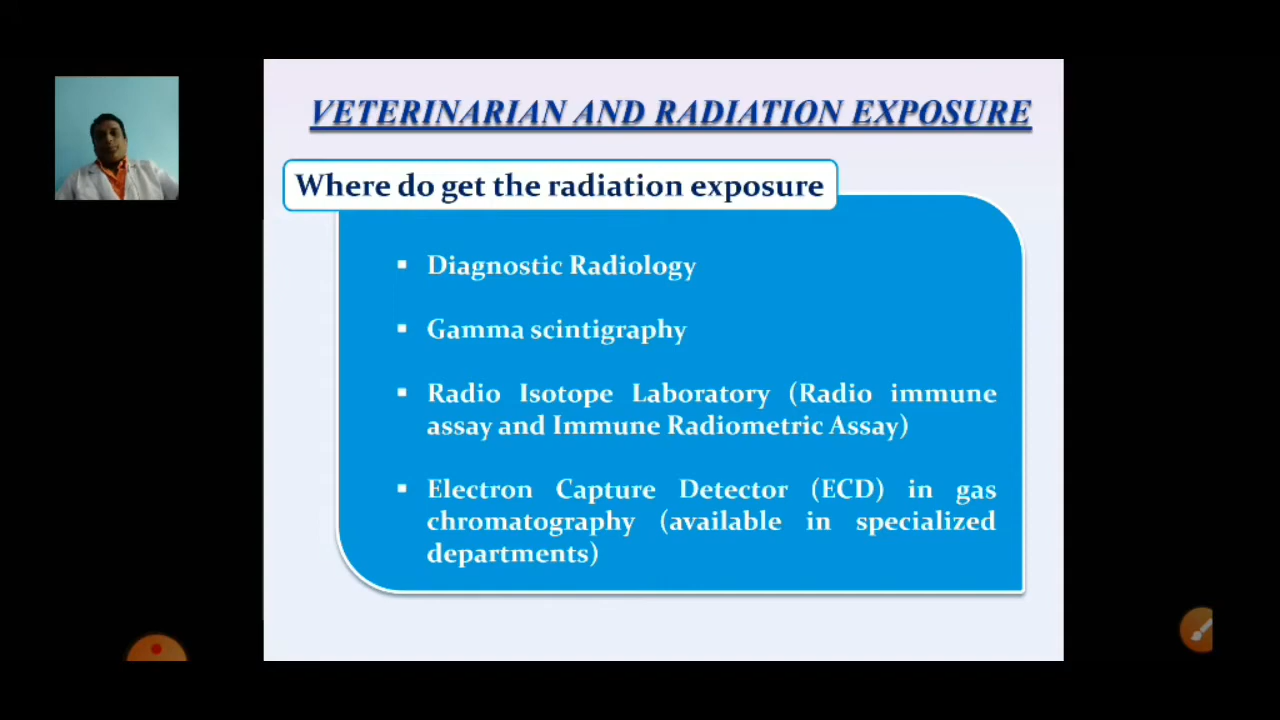 VETERINARIAN AND RADIATION EXPOSURE
Where do get the radiation exposure
▪ Diagnostic Radiology
▪ Gamma scintigraphy
▪ Radio Isotope Laboratory (Radio immune
assay and Immune Radiometric Assay)
▪ Electron Capture Detector (ECD) in gas
chromatography (available in specialized
departments)